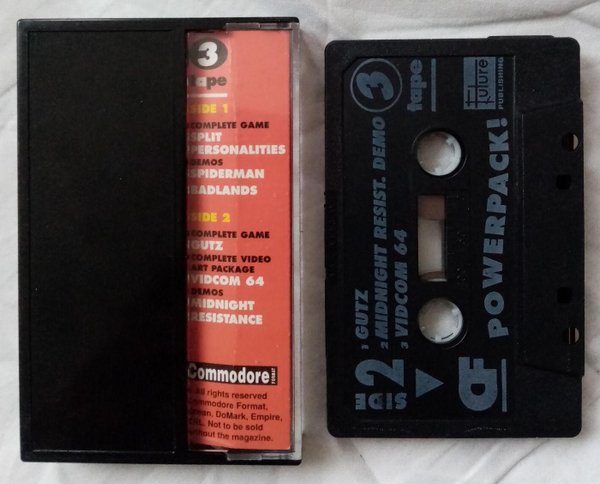 3
tape
SIDE 1
COMPLETE GAME
SPLIT
PERSONALITIES
DEMOS
SPIDERMAN
BADLANDS
SIDE 2
COMPLETE GAME
GUTZ
COMPLETE VIDEO
ART PACKAGE
VIDCOM 64
DEMOS
MIDNIGHT
RESISTANCE
Commodore
FORMAT
All rights reserved
Commodore Format,
Ocean, DoMark, Empire,
CRL. Not to be sold
without the magazine.
SIDE 2
1 GUTZ
2 MIDNIGHT RESIST. DEMO
3 VIDCOM 64
3
tape
future
PUBLISHING
CF POWERPACK!